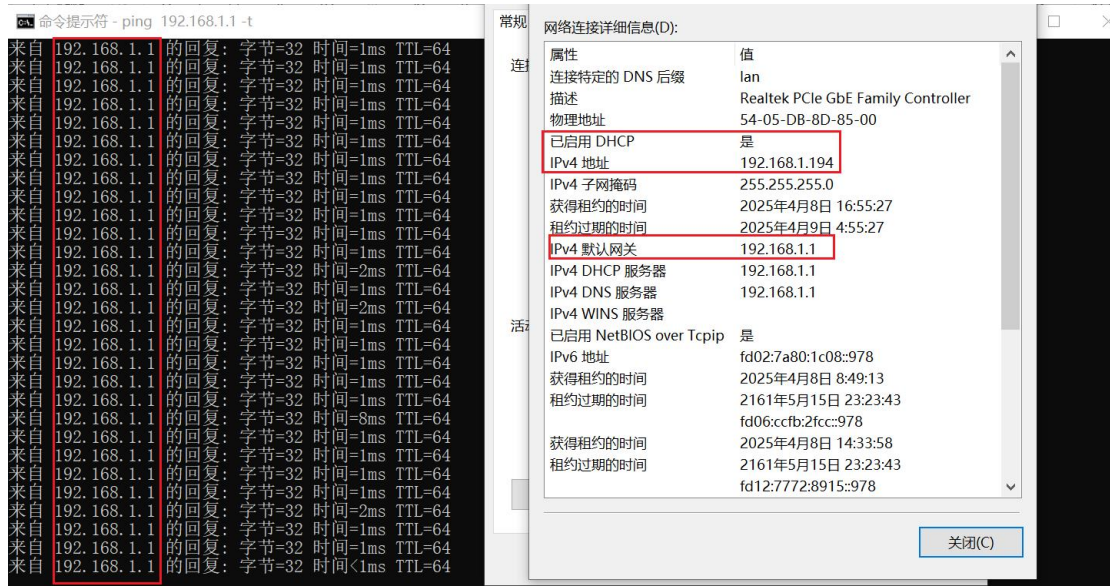 命令提示符 - ping 192.168.1.1 -t
来自 192.168.1.1 的回复: 字节=32 时间=1ms TTL=64
来自 192.168.1.1 的回复: 字节=32 时间=1ms TTL=64
来自 192.168.1.1 的回复: 字节=32 时间=1ms TTL=64
来自 192.168.1.1 的回复: 字节=32 时间=1ms TTL=64
来自 192.168.1.1 的回复: 字节=32 时间=1ms TTL=64
来自 192.168.1.1 的回复: 字节=32 时间=1ms TTL=64
来自 192.168.1.1 的回复: 字节=32 时间=1ms TTL=64
来自 192.168.1.1 的回复: 字节=32 时间=1ms TTL=64
来自 192.168.1.1 的回复: 字节=32 时间=1ms TTL=64
来自 192.168.1.1 的回复: 字节=32 时间=1ms TTL=64
来自 192.168.1.1 的回复: 字节=32 时间=1ms TTL=64
来自 192.168.1.1 的回复: 字节=32 时间=1ms TTL=64
来自 192.168.1.1 的回复: 字节=32 时间=2ms TTL=64
来自 192.168.1.1 的回复: 字节=32 时间=1ms TTL=64
来自 192.168.1.1 的回复: 字节=32 时间=2ms TTL=64
来自 192.168.1.1 的回复: 字节=32 时间=1ms TTL=64
来自 192.168.1.1 的回复: 字节=32 时间=1ms TTL=64
来自 192.168.1.1 的回复: 字节=32 时间=1ms TTL=64
来自 192.168.1.1 的回复: 字节=32 时间=1ms TTL=64
来自 192.168.1.1 的回复: 字节=32 时间=1ms TTL=64
来自 192.168.1.1 的回复: 字节=32 时间=8ms TTL=64
来自 192.168.1.1 的回复: 字节=32 时间=1ms TTL=64
来自 192.168.1.1 的回复: 字节=32 时间=1ms TTL=64
来自 192.168.1.1 的回复: 字节=32 时间=1ms TTL=64
来自 192.168.1.1 的回复: 字节=32 时间=1ms TTL=64
来自 192.168.1.1 的回复: 字节=32 时间=2ms TTL=64
来自 192.168.1.1 的回复: 字节=32 时间=1ms TTL=64
来自 192.168.1.1 的回复: 字节=32 时间=1ms TTL=64
来自 192.168.1.1 的回复: 字节=32 时间<1ms TTL=64
常规
连
活
网络连接详细信息(D):
属性 值
连接特定的 DNS 后缀 lan
描述 Realtek PCIe GbE Family Controller
物理地址 54-05-DB-8D-85-00
已启用 DHCP 是
IPv4 地址 192.168.1.194
IPv4 子网掩码 255.255.255.0
获得租约的时间 2025年4月8日 16:55:27
租约过期的时间 2025年4月9日 4:55:27
IPv4 默认网关 192.168.1.1
IPv4 DHCP 服务器 192.168.1.1
IPv4 DNS 服务器 192.168.1.1
IPv4 WINS 服务器
已启用 NetBIOS over Tcpip 是
IPv6 地址 fd02:7a80:1c08::978
获得租约的时间 2025年4月8日 8:49:13
租约过期的时间 2161年5月15日 23:23:43
fd06:ccfb:2fcc::978
获得租约的时间 2025年4月8日 14:33:58
租约过期的时间 2161年5月15日 23:23:43
fd12:7772:8915::978
关闭(C)